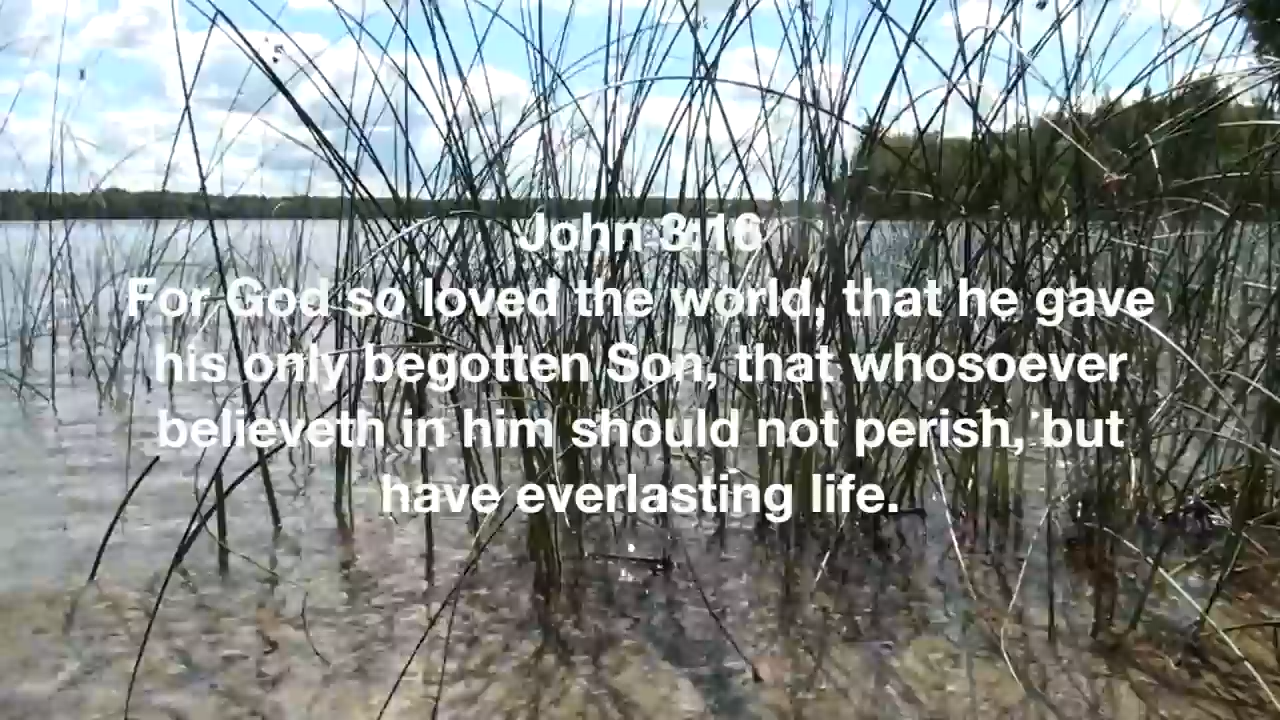 John 3:16
For God so loved the world, that he gave
his only begotten Son, that whosoever
believeth in him should not perish, but
have everlasting life.